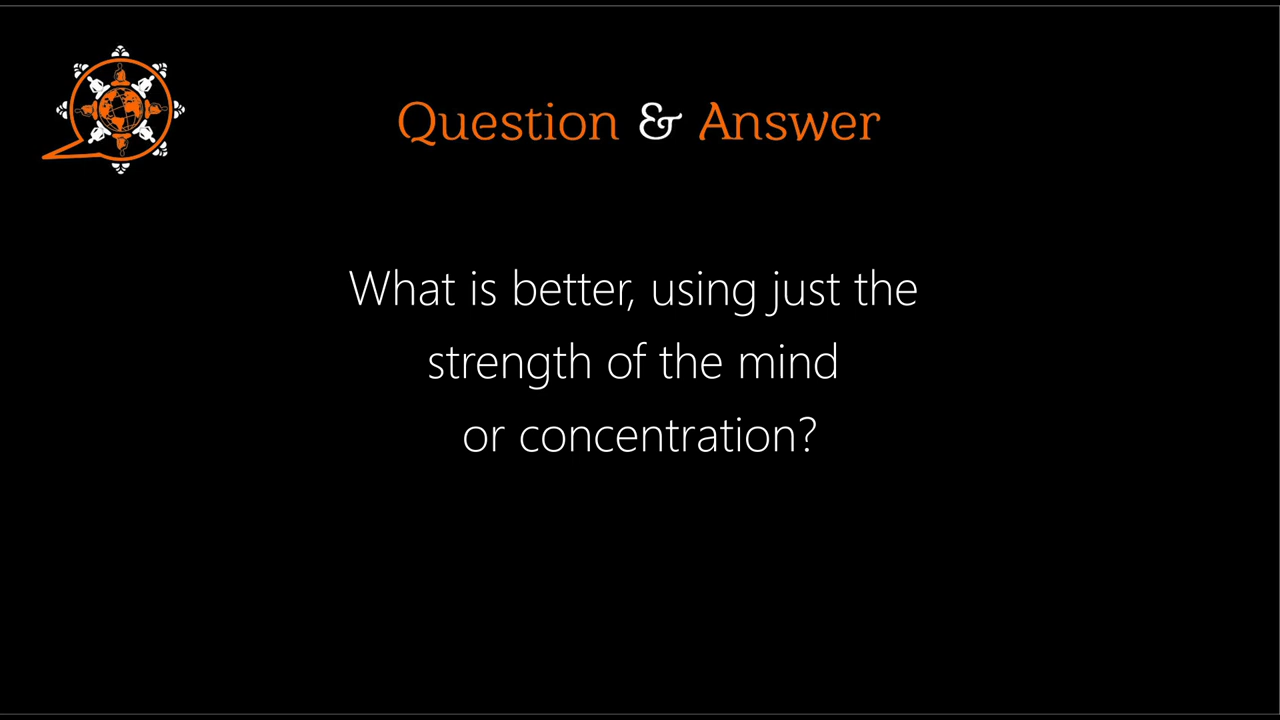 Question & Answer
What is better, using just the
strength of the mind
or concentration?